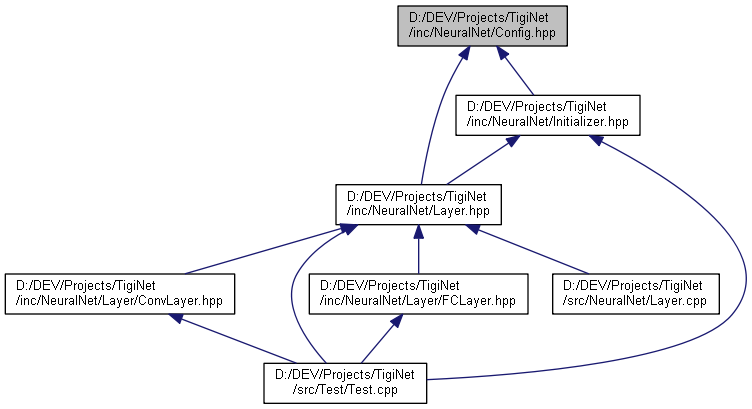 D:/DEV/Projects/TigiNet
/inc/NeuralNet/Config.hpp
D:/DEV/Projects/TigiNet
/inc/NeuralNet/Initializer.hpp
D:/DEV/Projects/TigiNet
/inc/NeuralNet/Layer.hpp
D:/DEV/Projects/TigiNet
/inc/NeuralNet/Layer/ConvLayer.hpp
D:/DEV/Projects/TigiNet
/inc/NeuralNet/Layer/FCLayer.hpp
D:/DEV/Projects/TigiNet
/src/NeuralNet/Layer.cpp
D:/DEV/Projects/TigiNet
/src/Test/Test.cpp